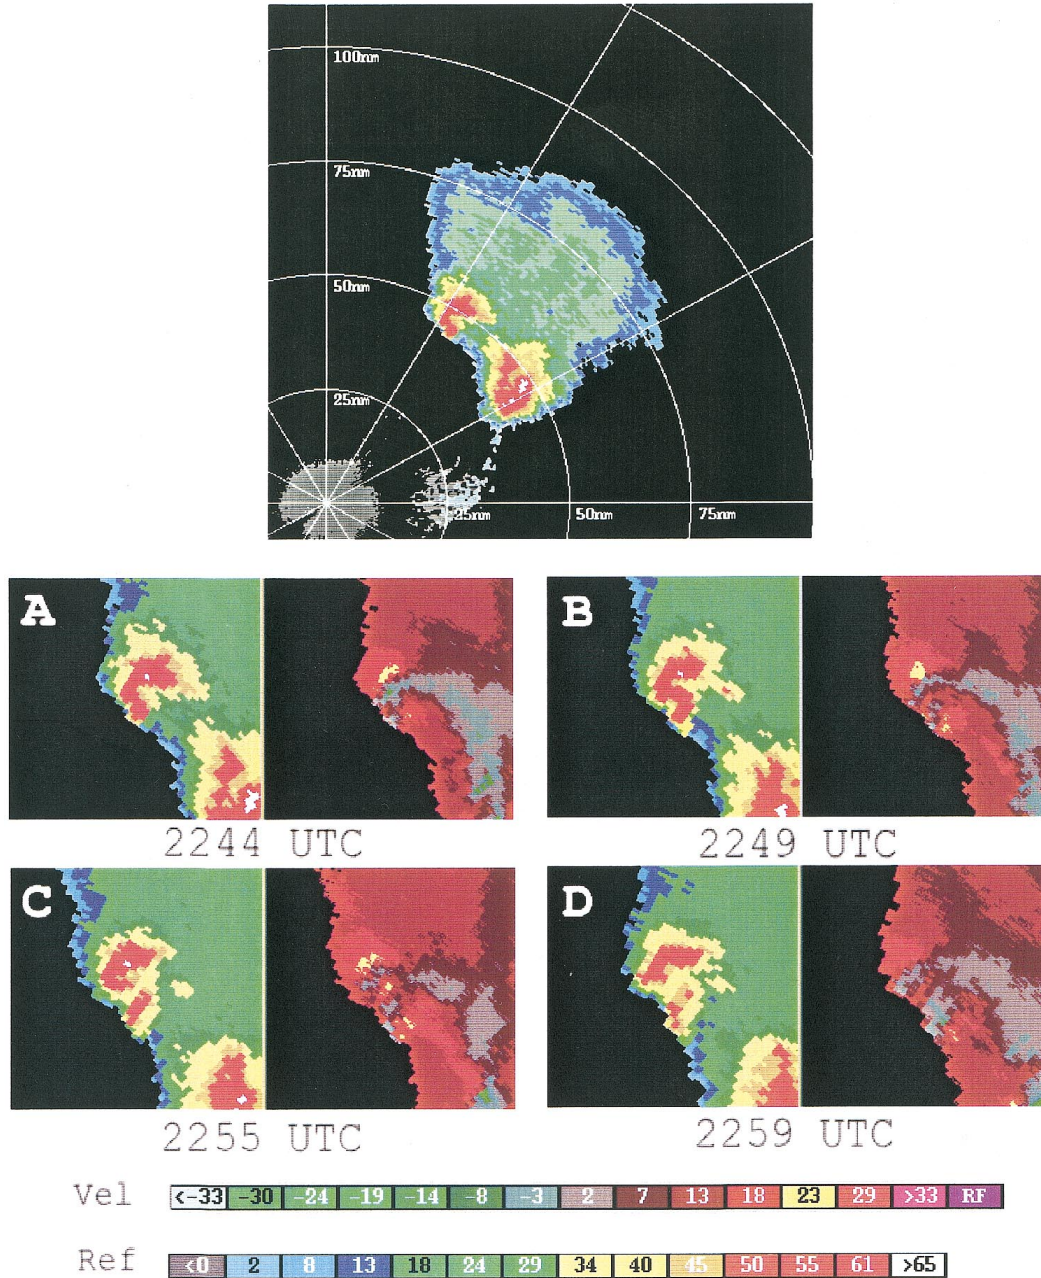 100nm
75nm
50nm
25nm
25nm
50nm
75nm
A
B
2244 UTC
2249 UTC
C
D
2255 UTC
2259 UTC
Vel <-33 -30 -24 -19 -14 -8 -3 2 7 13 18 23 29 >33 RF
Ref <0 2 8 13 18 24 29 34 40 45 50 55 61 >65